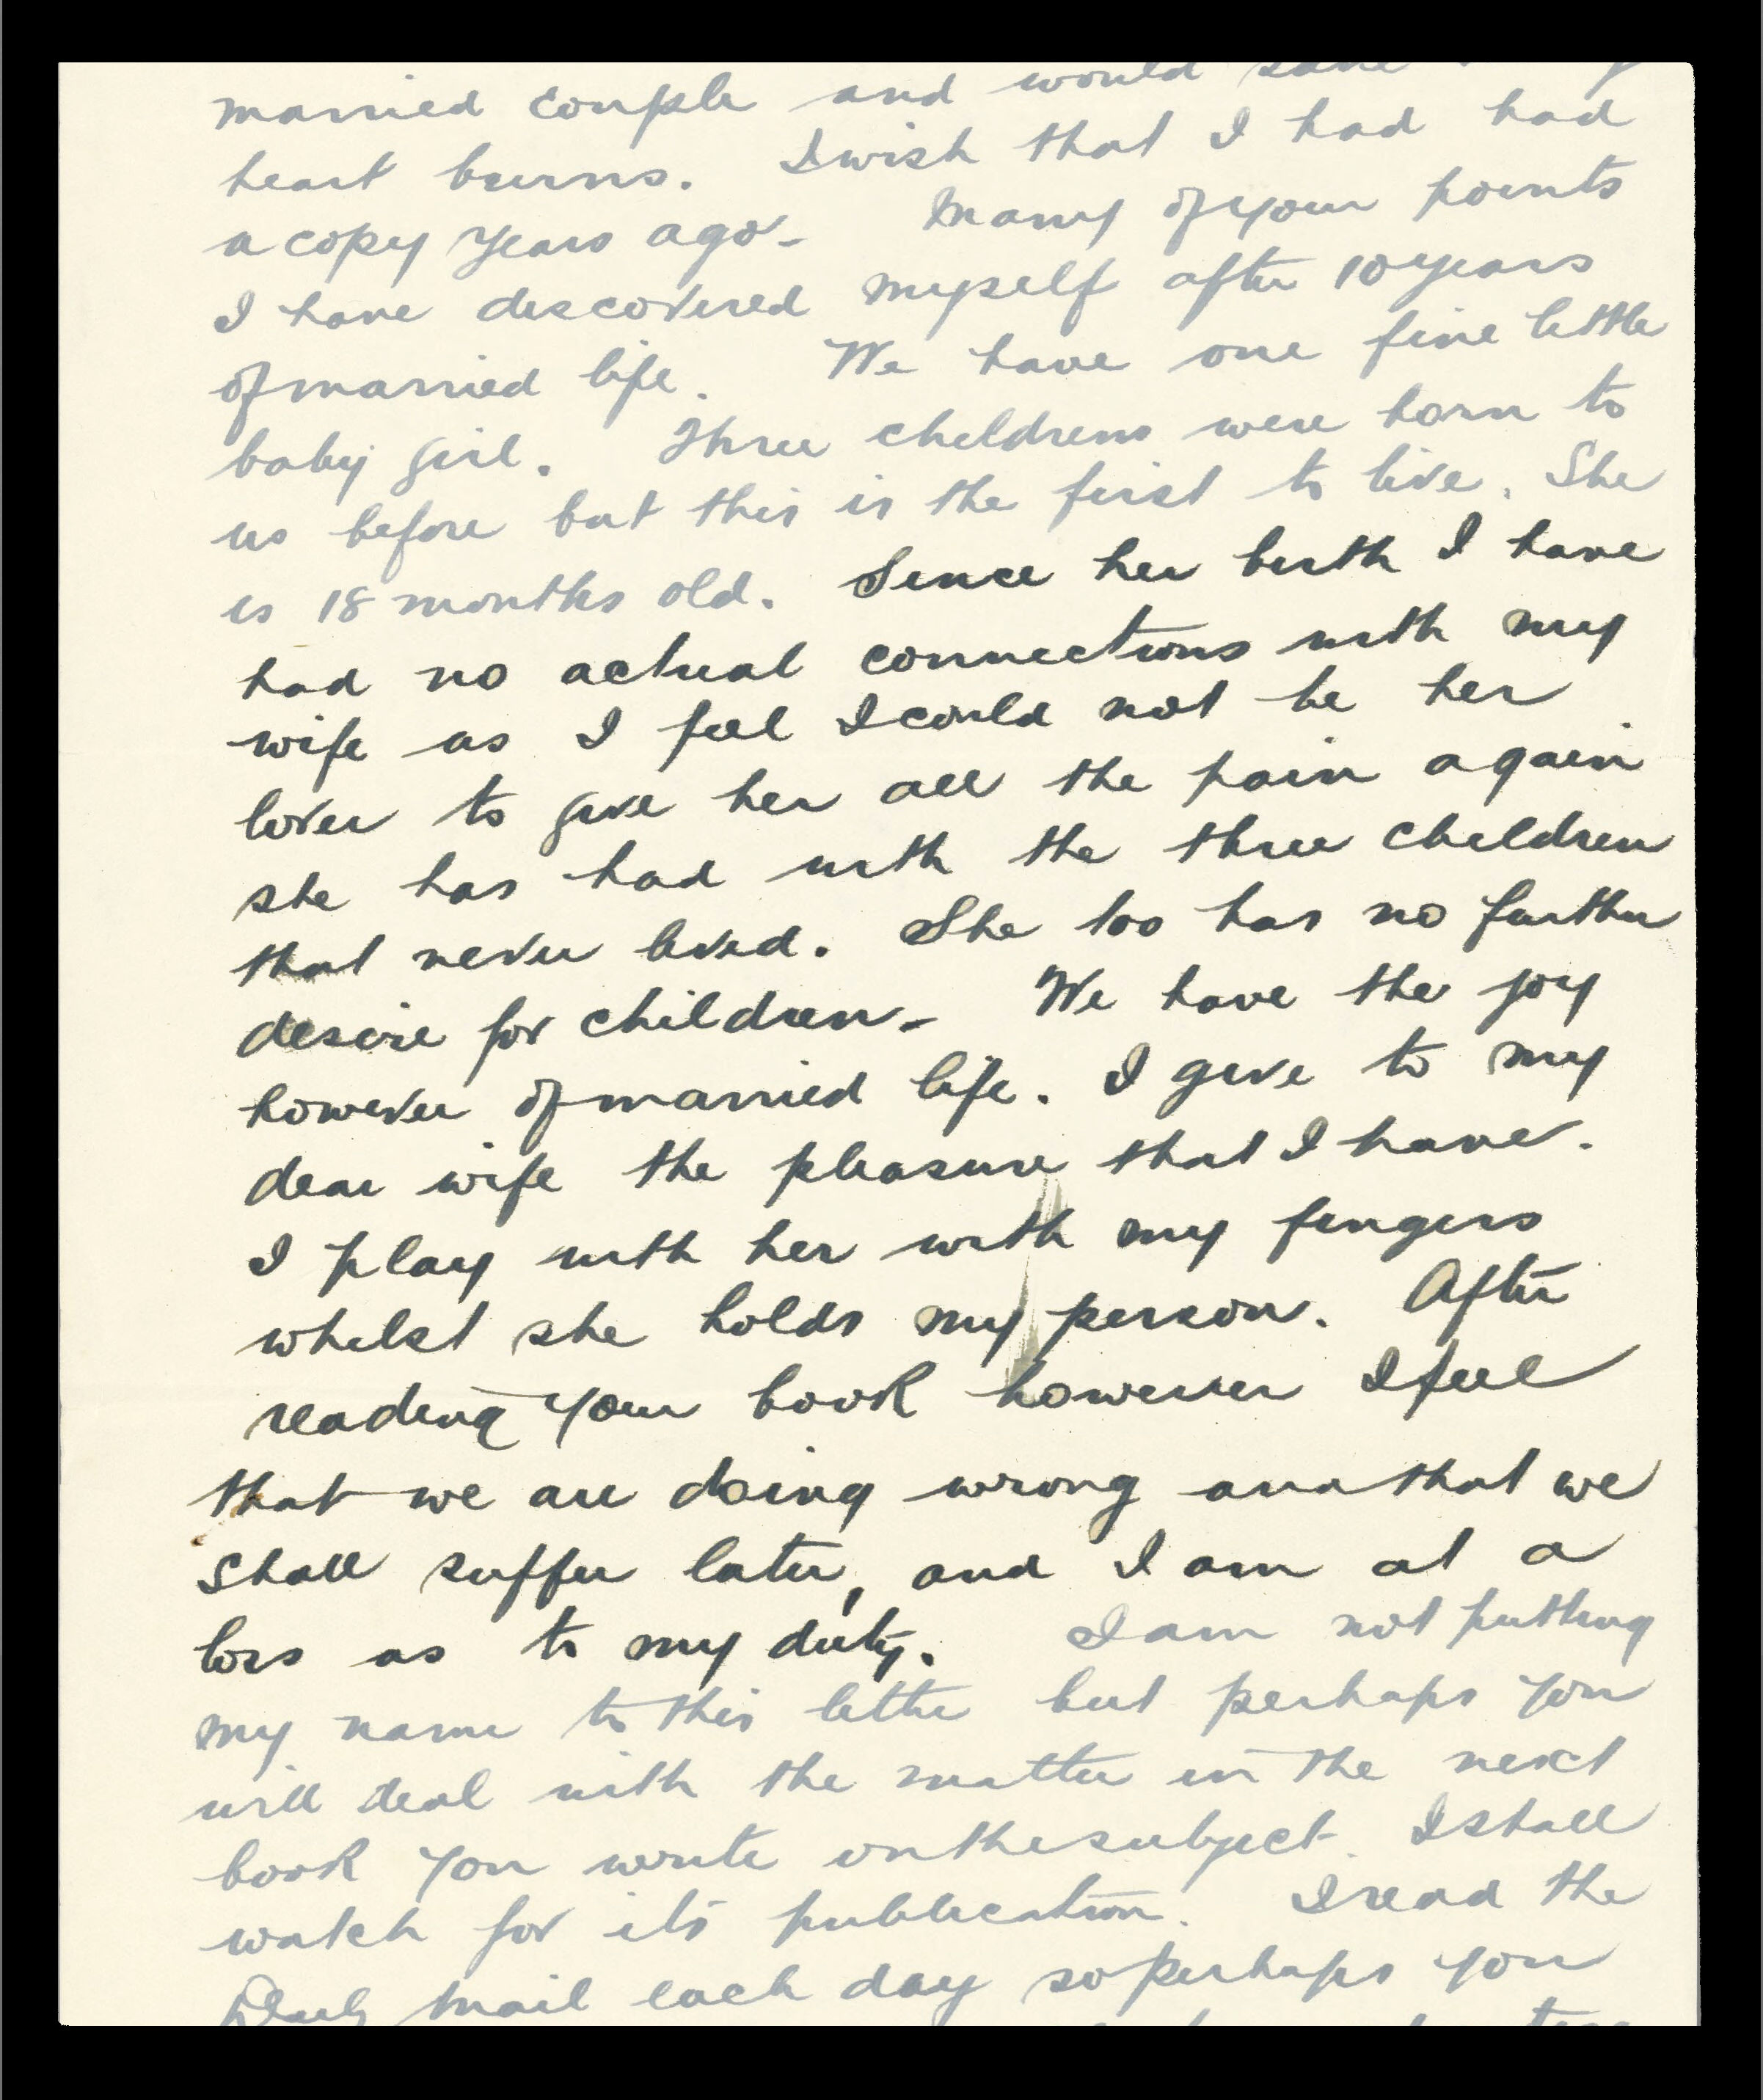 married couple and would save
heart burns. I wish that I had had
a copy years ago - Many of your points
I have descovered myself after 10 years
of married life. We have one fine little
baby girl. Three childrens were born to
us before but this is the first to live. She
is 18 months old. Since her birth I have
had no actual connections with my
wife as I feel I could not be her
lover to give her all the pain again
she has had with the three children
that never lived. She too has no further
desire for children - We have the joy
however of married life. I give to my
dear wife the pleasure that I have.
I play with her with my fingers
whilst she holds my person. After
reading your book however I feel
that we are doing wrong and that we
shall suffer later, and I am at a
loss as to my duty. I am not putting
my name to this letter but perhaps you
will deal with the matter in the next
book you write on the subject. I shall
watch for its publication. I read the
Daily Mail each day so perhaps you